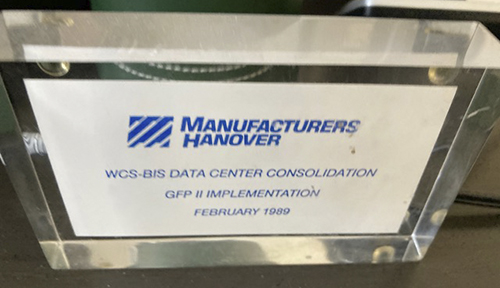 MANUFACTURERS
HANOVER
WCS-BIS DATA CENTER CONSOLIDATION
GFP II IMPLEMENTATION
FEBRUARY 1989